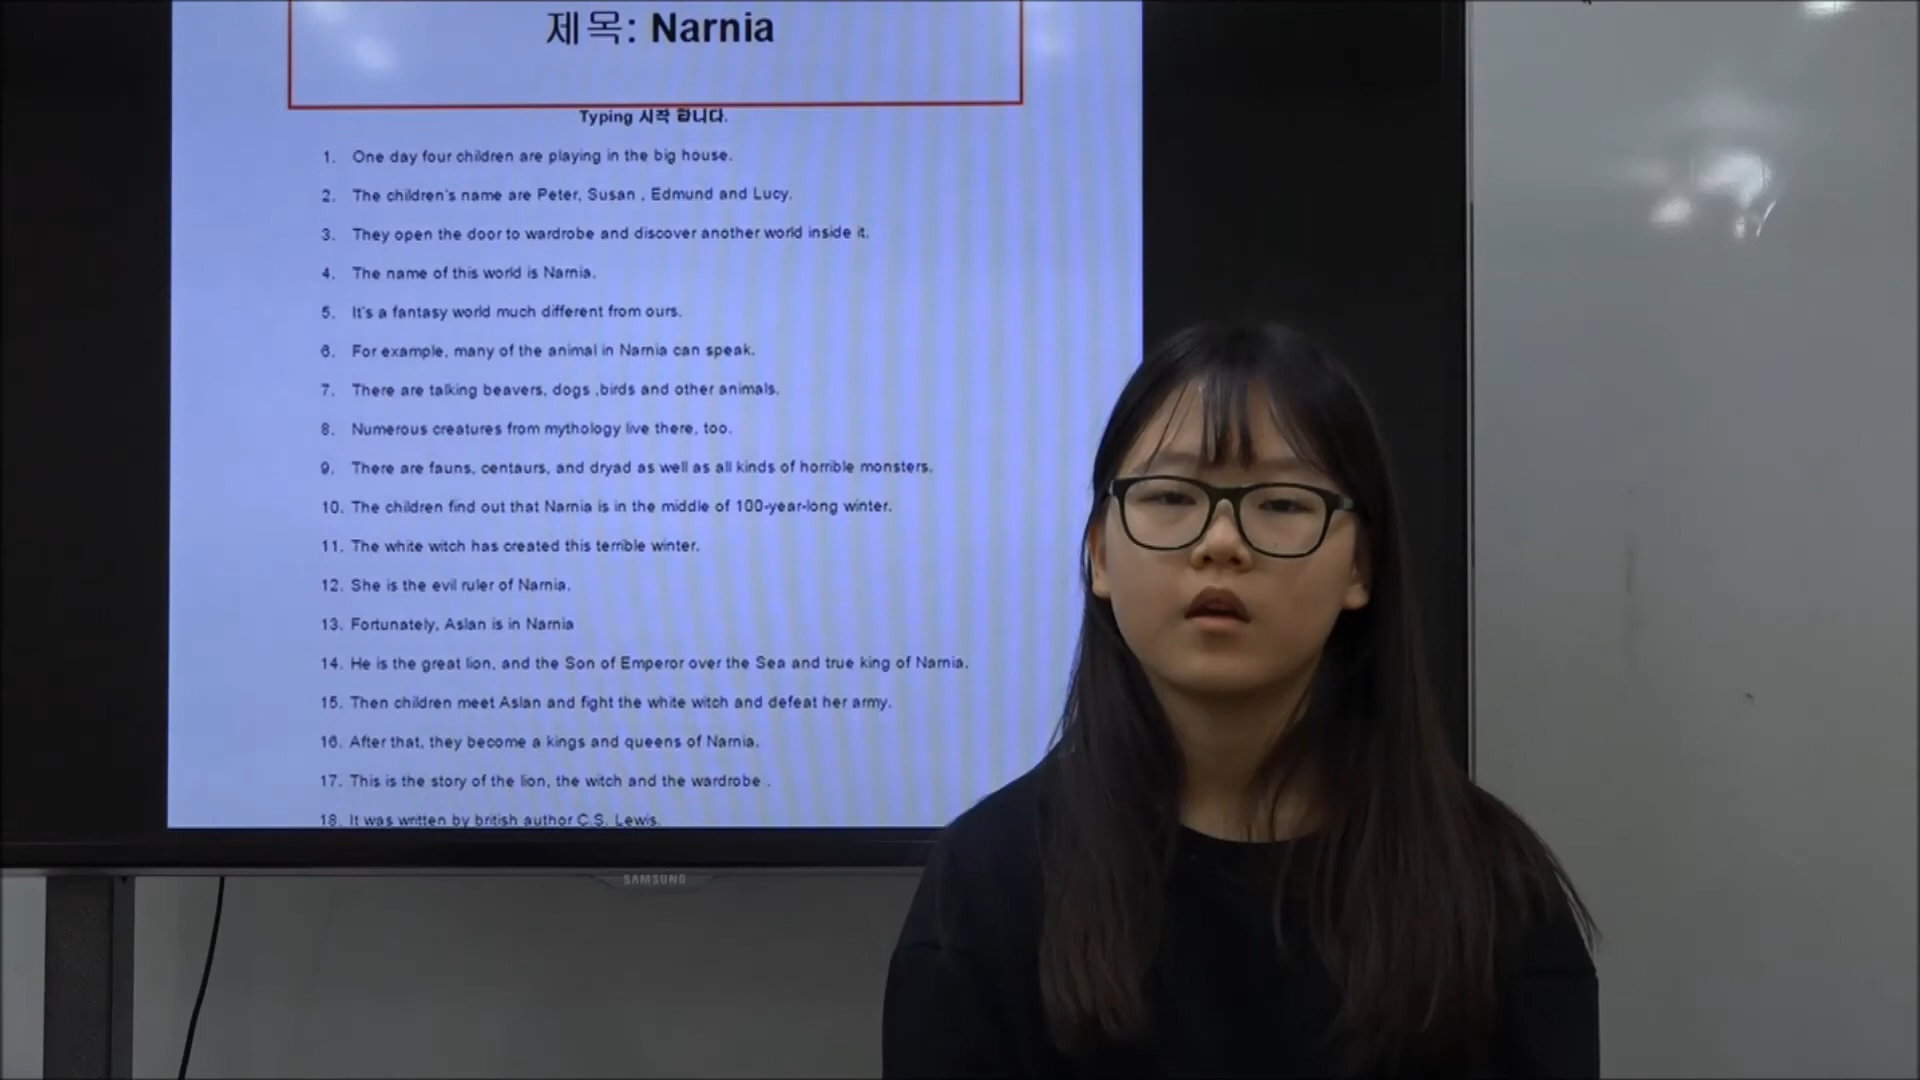 제목: Narnia
Typing 시작 합니다.
1. One day four children are playing in the big house.
2. The children's name are Peter, Susan , Edmund and Lucy.
3. They open the door to wardrobe and discover another world inside it.
4. The name of this world is Narnia.
5. It's a fantasy world much different from ours.
6. For example, many of the animal in Narnia can speak.
7. There are talking beavers, dogs ,birds and other animals.
8. Numerous creatures from mythology live there, too.
9. There are fauns, centaurs, and dryad as well as all kinds of horrible monsters.
10. The children find out that Narnia is in the middle of 100-year-long winter.
11. The white witch has created this terrible winter.
12. She is the evil ruler of Narnia.
13. Fortunately, Aslan is in Narnia
14. He is the great lion, and the Son of Emperor over the Sea and true king of Narnia.
15. Then children meet Aslan and fight the white witch and defeat her army.
16. After that, they become a kings and queens of Narnia.
17. This is the story of the lion, the witch and the wardrobe .
18. It was written by british author C.S. Lewis.
SAMSUNG